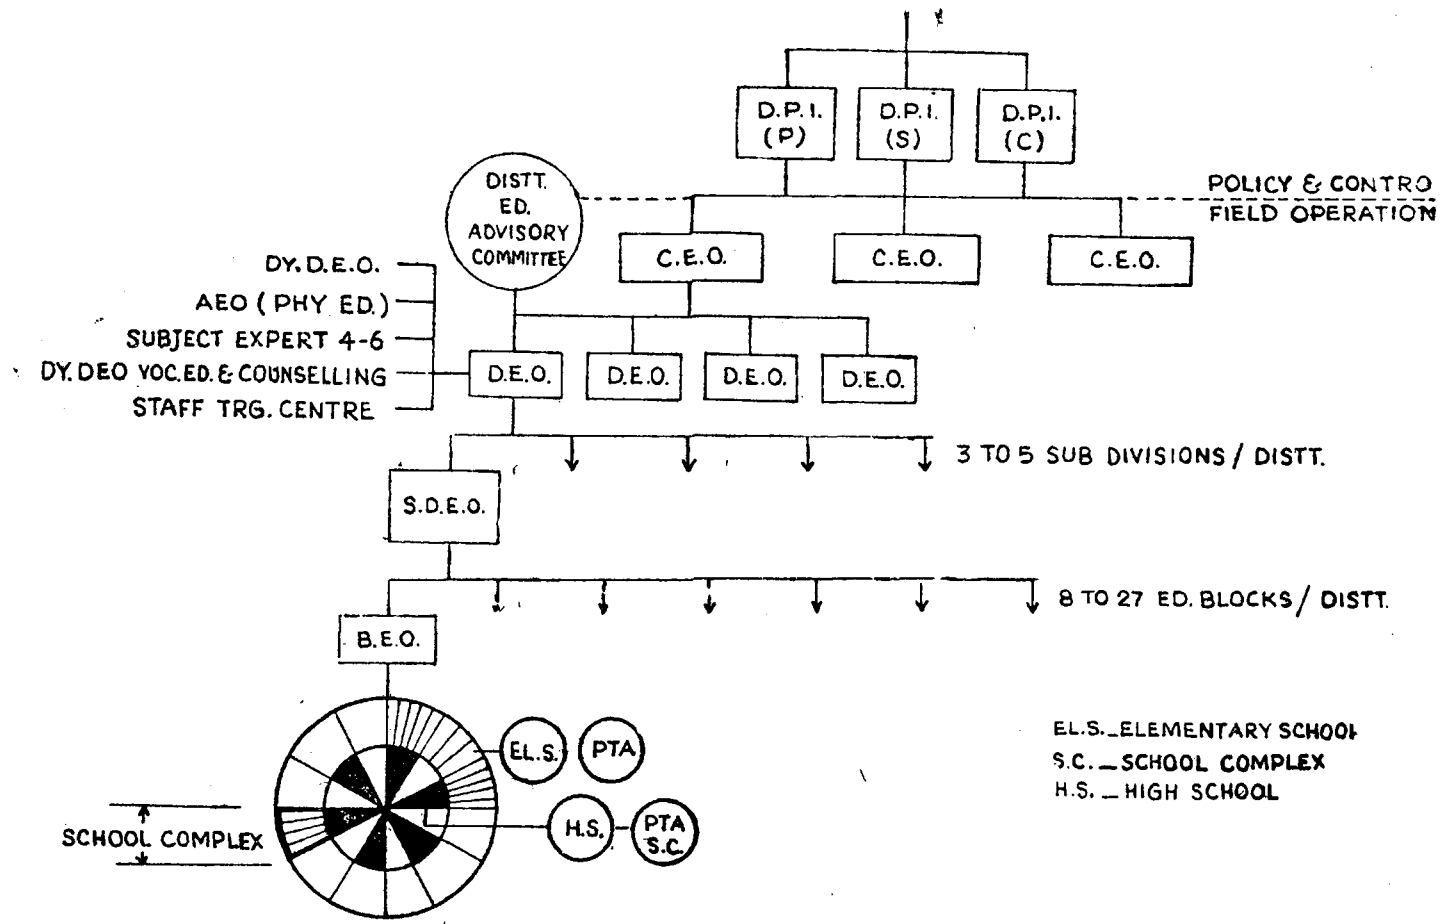 D.P.I.
(P)
D.P.I.
(S)
D.P.I.
(C)
DISTT.
ED.
ADVISORY
COMMITTEE
POLICY & CONTRO
FIELD OPERATION
C.E.O.
C.E.O.
C.E.O.
DY. D.E.O.
AEO ( PHY ED. )
SUBJECT EXPERT 4-6
DY. DEO VOC. ED. & COUNSELLING
STAFF TRG. CENTRE
D.E.O.
D.E.O.
D.E.O.
D.E.O.
3 TO 5 SUB DIVISIONS / DISTT.
S.D.E.O.
8 TO 27 ED. BLOCKS / DISTT.
B.E.O.
EL.S.
PTA
H.S.
PTA
S.C.
SCHOOL COMPLEX
EL.S._ELEMENTARY SCHOOL
S.C. _ SCHOOL COMPLEX
H.S. _ HIGH SCHOOL